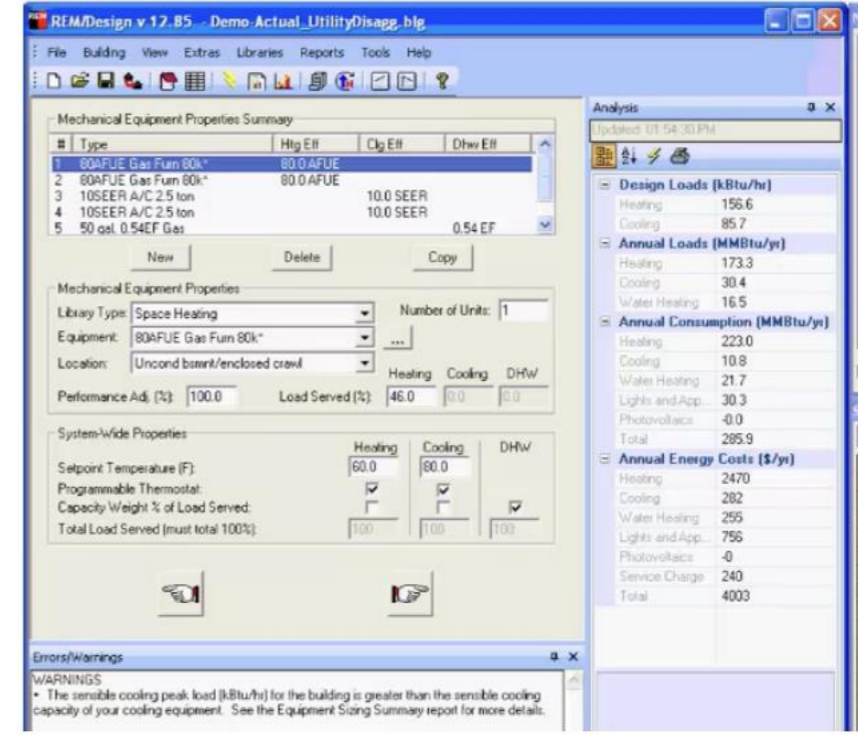 REM/Design v 12.85 - Demo-Actual_UtilityDisagg.blg
File Building View Extras Libraries Reports Tools Help
Mechanical Equipment Properties Summary
# Type Htg Eff Clg Eff Dhw Eff
1 80AFUE Gas Furn 80k* 80.0 AFUE
2 80AFUE Gas Furn 80k* 80.0 AFUE
3 10SEER A/C 2.5 ton 10.0 SEER
4 10SEER A/C 2.5 ton 10.0 SEER
5 50 gal. 0.54EF Gas 0.54 EF
New Delete Copy
Mechanical Equipment Properties
Library Type: Space Heating Number of Units: 1
Equipment: 80AFUE Gas Furn 80k* ...
Location: Uncond bsmnt/enclosed crawl
Heating Cooling DHW
Performance Adj. (%): 100.0 Load Served (%): 46.0 0.0 0.0
System-Wide Properties
Heating Cooling DHW
Setpoint Temperature (F): 60.0 80.0
Programmable Thermostat:
Capacity Weight % of Load Served:
Total Load Served (must total 100%): 100 100 100
Errors/Warnings
WARNINGS
• The sensible cooling peak load (kBtu/hr) for the building is greater than the sensible cooling
capacity of your cooling equipment. See the Equipment Sizing Summary report for more details.
Analysis
Updated: 01:54:30 PM
Design Loads (kBtu/hr)
Heating 156.6
Cooling 85.7
Annual Loads (MMBtu/yr)
Heating 173.3
Cooling 30.4
Water Heating 16.5
Annual Consumption (MMBtu/yr)
Heating 223.0
Cooling 10.8
Water Heating 21.7
Lights and App... 30.3
Photovoltaics -0.0
Total 285.9
Annual Energy Costs ($/yr)
Heating 2470
Cooling 282
Water Heating 255
Lights and App... 756
Photovoltaics -0
Service Charge 240
Total 4003